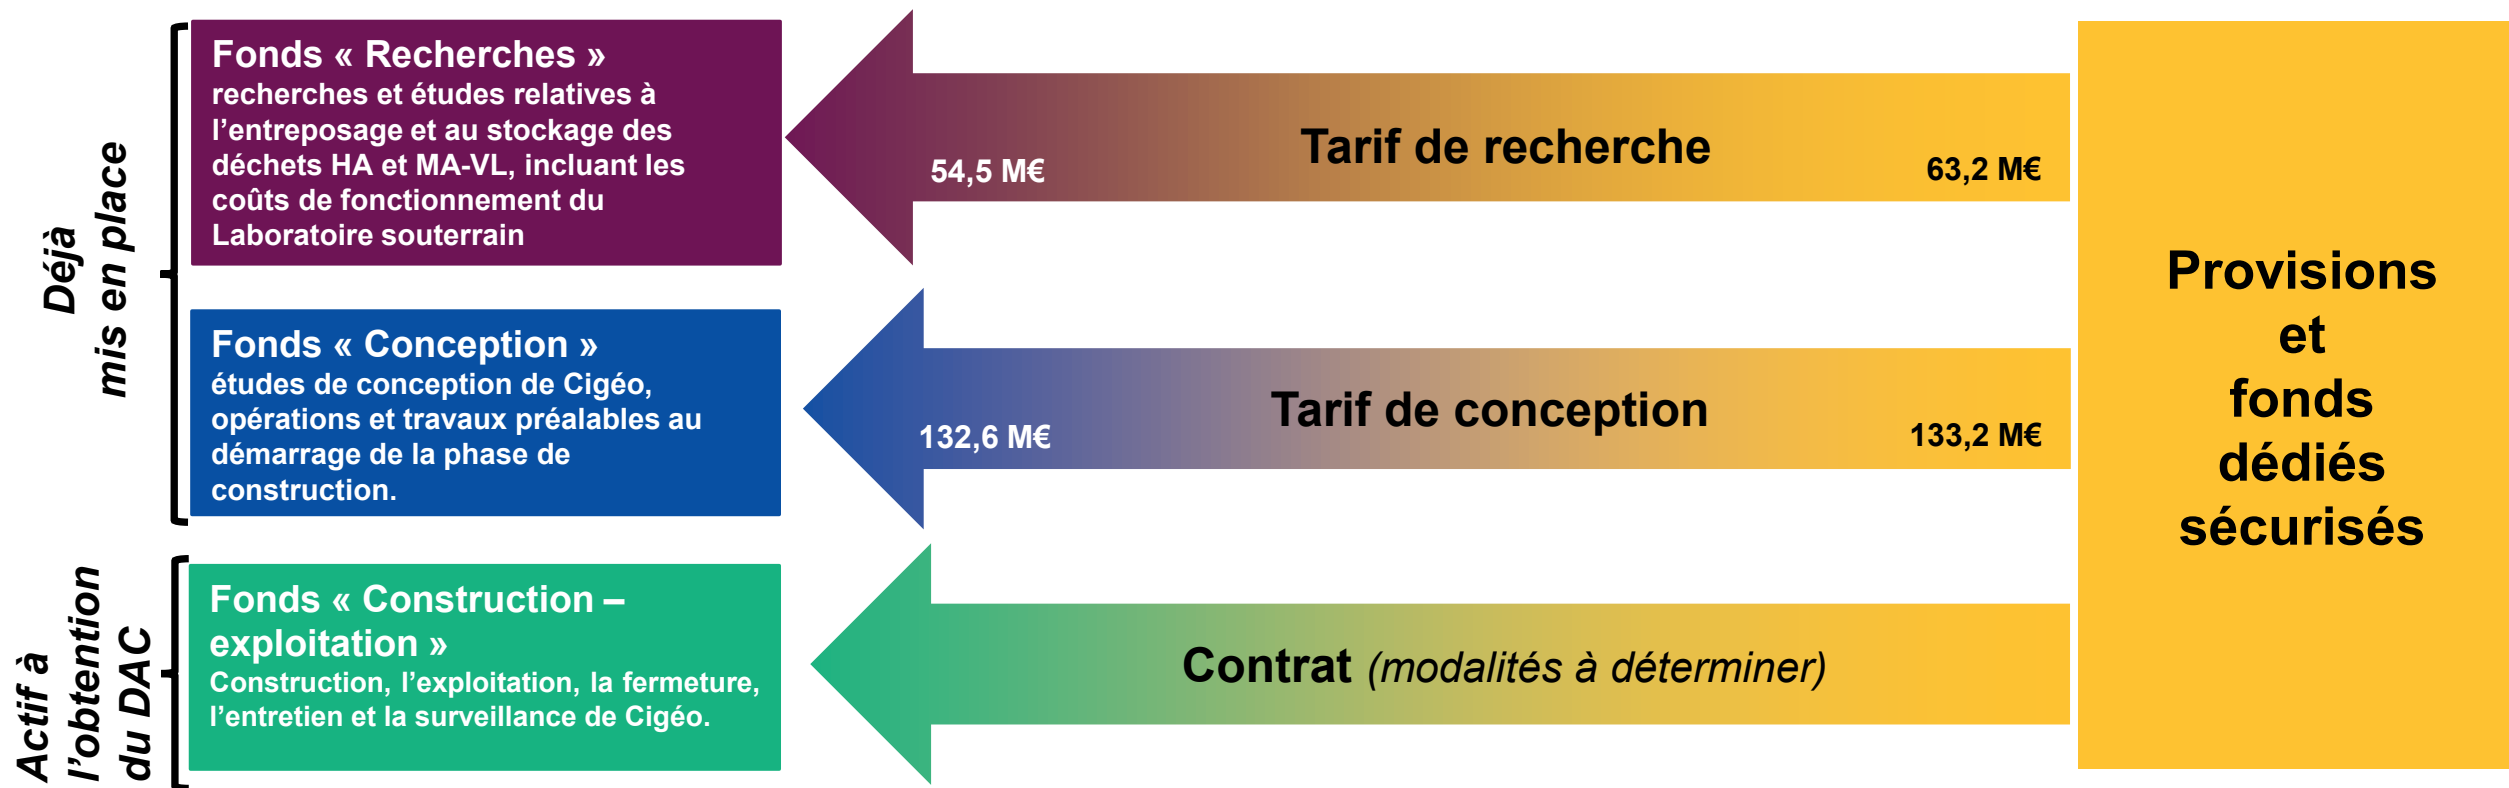 Déjà
mis en place
Fonds « Recherches »
recherches et études relatives à
l’entreposage et au stockage des
déchets HA et MA-VL, incluant les
coûts de fonctionnement du
Laboratoire souterrain
54,5 M€
Tarif de recherche
63,2 M€
Fonds « Conception »
études de conception de Cigéo,
opérations et travaux préalables au
démarrage de la phase de
construction.
132,6 M€
Tarif de conception
133,2 M€
Actif à
l’obtention
du DAC
Fonds « Construction –
exploitation »
Construction, l’exploitation, la fermeture,
l’entretien et la surveillance de Cigéo.
Contrat (modalités à déterminer)
Provisions
et
fonds
dédiés
sécurisés